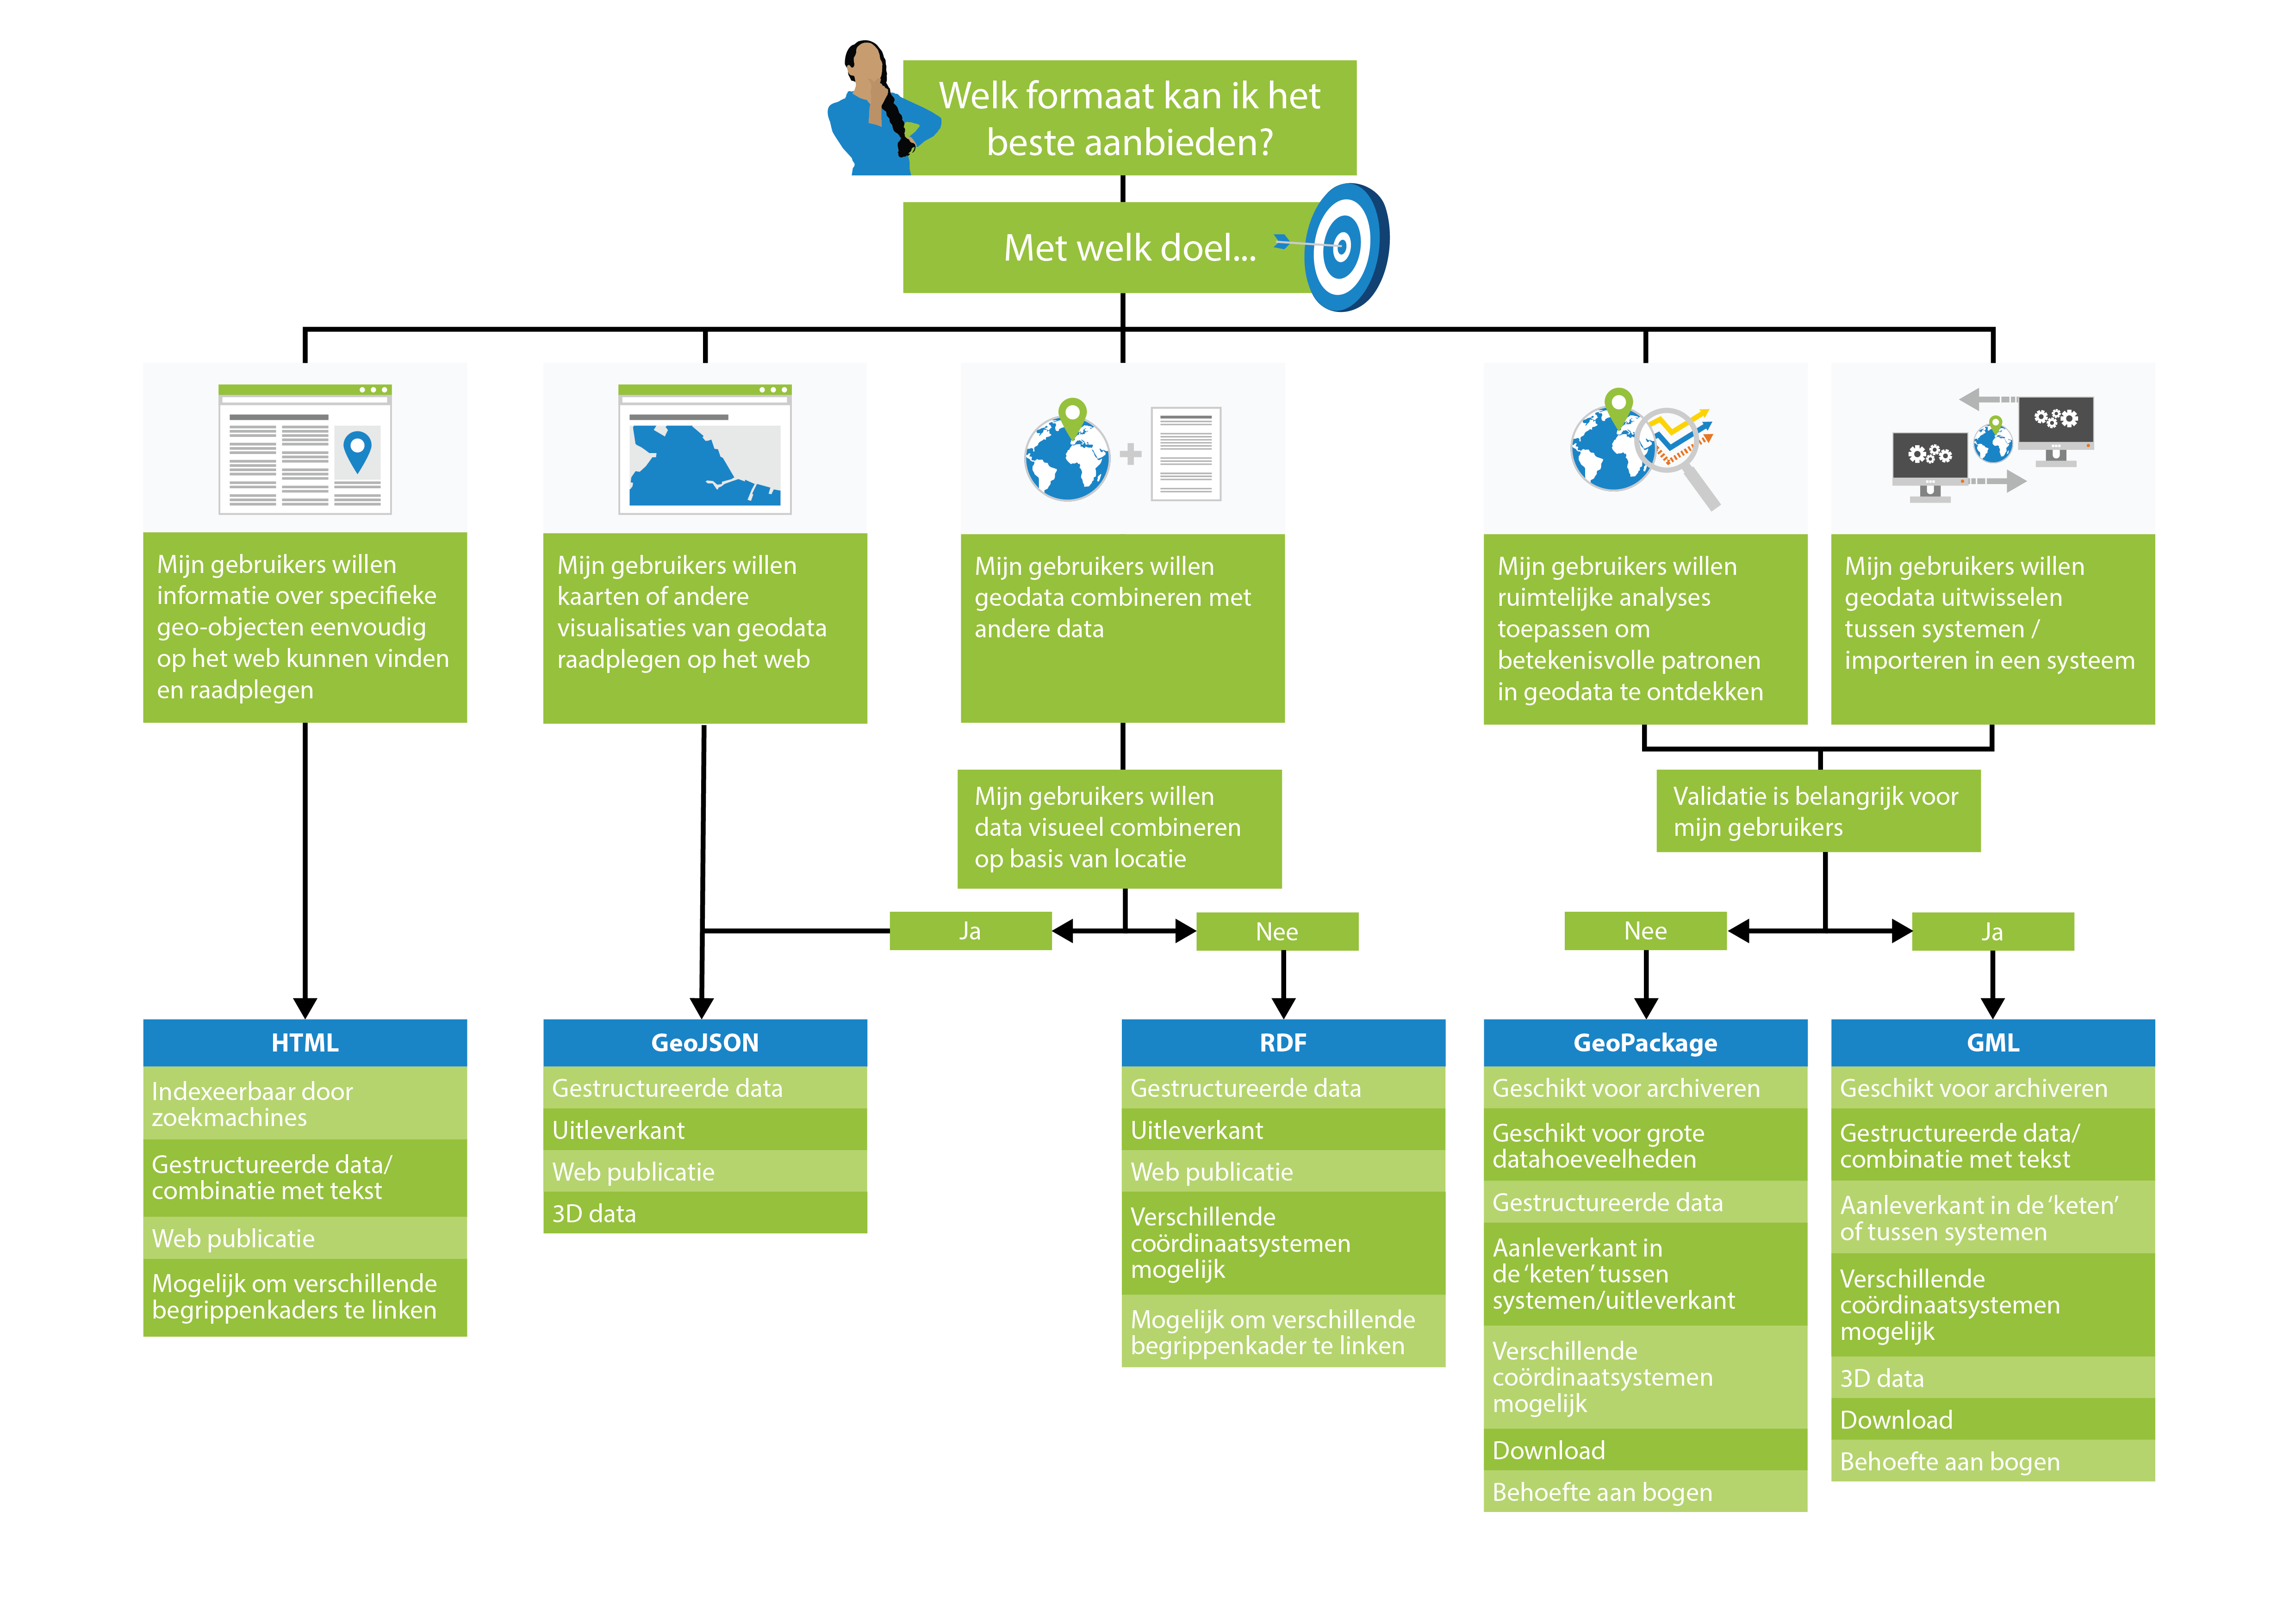 Welk formaat kan ik het
beste aanbieden?
Met welk doel...
Mijn gebruikers willen
informatie over specifieke
geo-objecten eenvoudig
op het web kunnen vinden
en raadplegen
Mijn gebruikers willen
kaarten of andere
visualisaties van geodata
raadplegen op het web
Mijn gebruikers willen
geodata combineren met
andere data
Mijn gebruikers willen
ruimtelijke analyses
toepassen om
betekenisvolle patronen
in geodata te ontdekken
Mijn gebruikers willen
geodata uitwisselen
tussen systemen /
importeren in een systeem
Mijn gebruikers willen
data visueel combineren
op basis van locatie
Validatie is belangrijk voor
mijn gebruikers
Ja
Nee
Nee
Ja
HTML
Indexeerbaar door
zoekmachines
Gestructureerde data/
combinatie met tekst
Web publicatie
Mogelijk om verschillende
begrippenkaders te linken
GeoJSON
Gestructureerde data
Uitleverkant
Web publicatie
3D data
RDF
Gestructureerde data
Uitleverkant
Web publicatie
Verschillende
coördinaatsystemen
mogelijk
Mogelijk om verschillende
begrippenkader te linken
GeoPackage
Geschikt voor archiveren
Geschikt voor grote
datahoeveelheden
Gestructureerde data
Aanleverkant in
de ‘keten’ tussen
systemen/uitleverkant
Verschillende
coördinaatsystemen
mogelijk
Download
Behoefte aan bogen
GML
Geschikt voor archiveren
Gestructureerde data/
combinatie met tekst
Aanleverkant in de ‘keten’
of tussen systemen
Verschillende
coördinaatsystemen
mogelijk
3D data
Download
Behoefte aan bogen